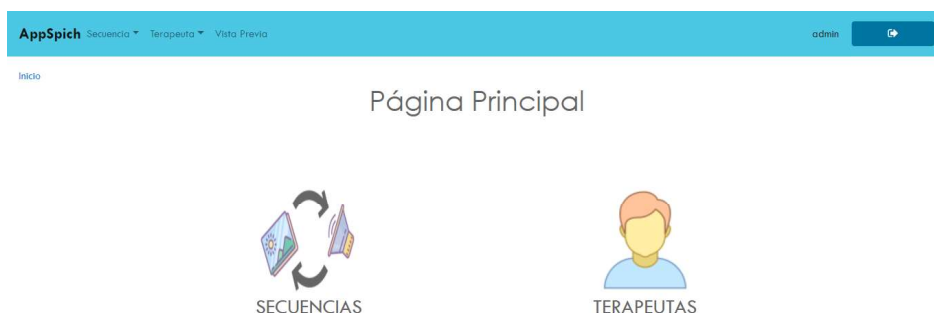 AppSpich Secuencia Terapeuta Vista Previa admin
Inicio
Página Principal
SECUENCIAS TERAPEUTAS